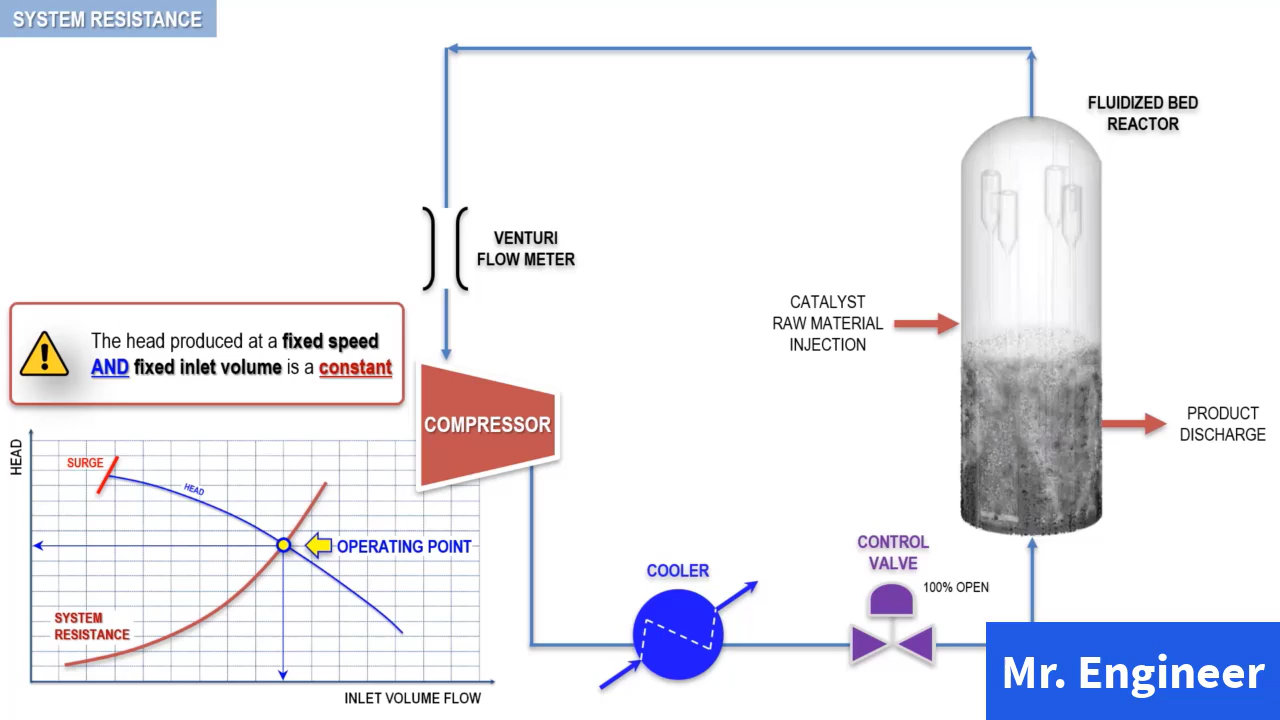 SYSTEM RESISTANCE
FLUIDIZED BED
REACTOR
VENTURI
FLOW METER
CATALYST
RAW MATERIAL
INJECTION
The head produced at a fixed speed
AND fixed inlet volume is a constant
COMPRESSOR
PRODUCT
DISCHARGE
HEAD
SURGE
HEAD
OPERATING POINT
SYSTEM
RESISTANCE
INLET VOLUME FLOW
COOLER
CONTROL
VALVE
100% OPEN
Mr. Engineer